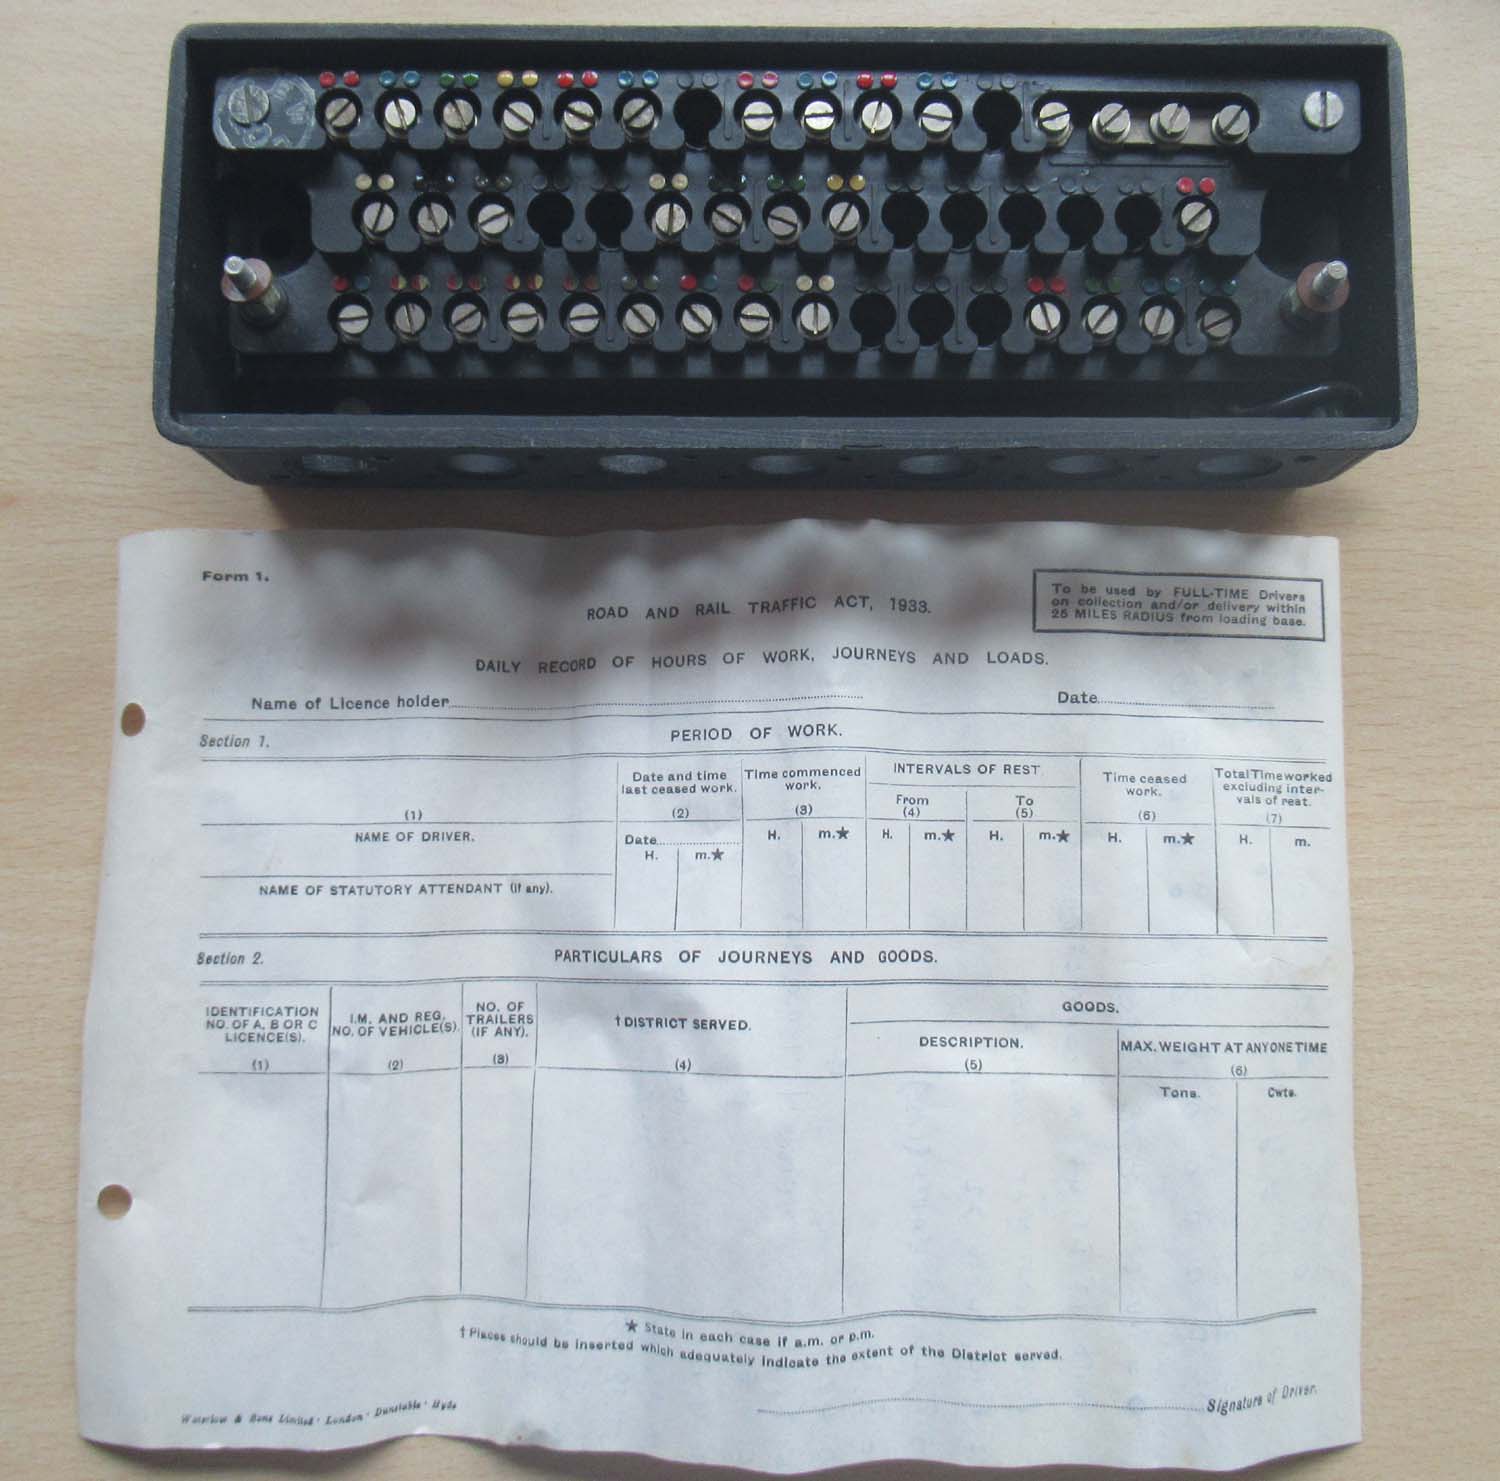 Form 1.
ROAD AND RAIL TRAFFIC ACT, 1933.
To be used by FULL-TIME Drivers
on collection and/or delivery within
25 MILES RADIUS from loading base.
DAILY RECORD OF HOURS OF WORK, JOURNEYS AND LOADS.
Name of Licence holder
Date
Section 1.
PERIOD OF WORK.
(1)
NAME OF DRIVER.
NAME OF STATUTORY ATTENDANT (if any).
Date and time
last ceased work.
(2)
Date
H. m.★
Time commenced
work.
(3)
H. m.★
INTERVALS OF REST
From
(4)
H. m.★
To
(5)
H. m.★
Time ceased
work.
(6)
H. m.★
Total Time worked
excluding inter-
vals of rest.
(7)
H. m.
Section 2.
PARTICULARS OF JOURNEYS AND GOODS.
IDENTIFICATION
NO. OF A, B OR C
LICENCE(S).
(1)
I.M. AND REG.
NO. OF VEHICLE(S).
(2)
NO. OF
TRAILERS
(IF ANY).
(3)
† DISTRICT SERVED.
(4)
GOODS.
DESCRIPTION.
(5)
MAX. WEIGHT AT ANY ONE TIME
(6)
Tons. Cwts.
★ State in each case if a.m. or p.m.
† Places should be inserted which adequately indicate the extent of the District served.
Waterlow & Sons Limited · London · Dunstable · Hyde
Signature of Driver.